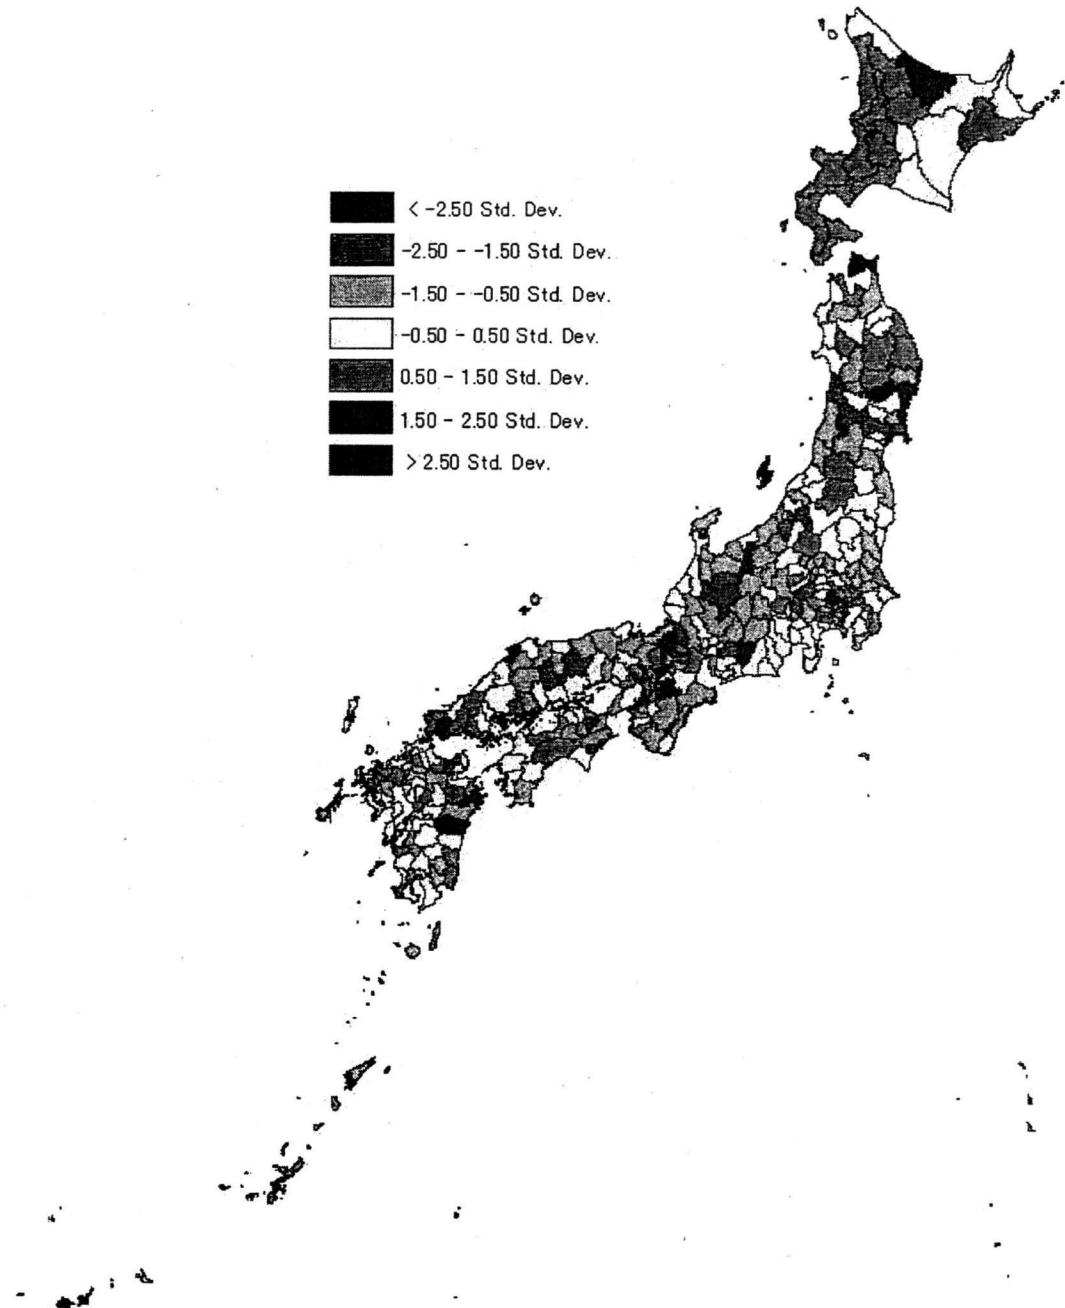 < -2.50 Std. Dev.
-2.50 - -1.50 Std. Dev.
-1.50 - -0.50 Std. Dev.
-0.50 - 0.50 Std. Dev.
0.50 - 1.50 Std. Dev.
1.50 - 2.50 Std. Dev.
> 2.50 Std. Dev.